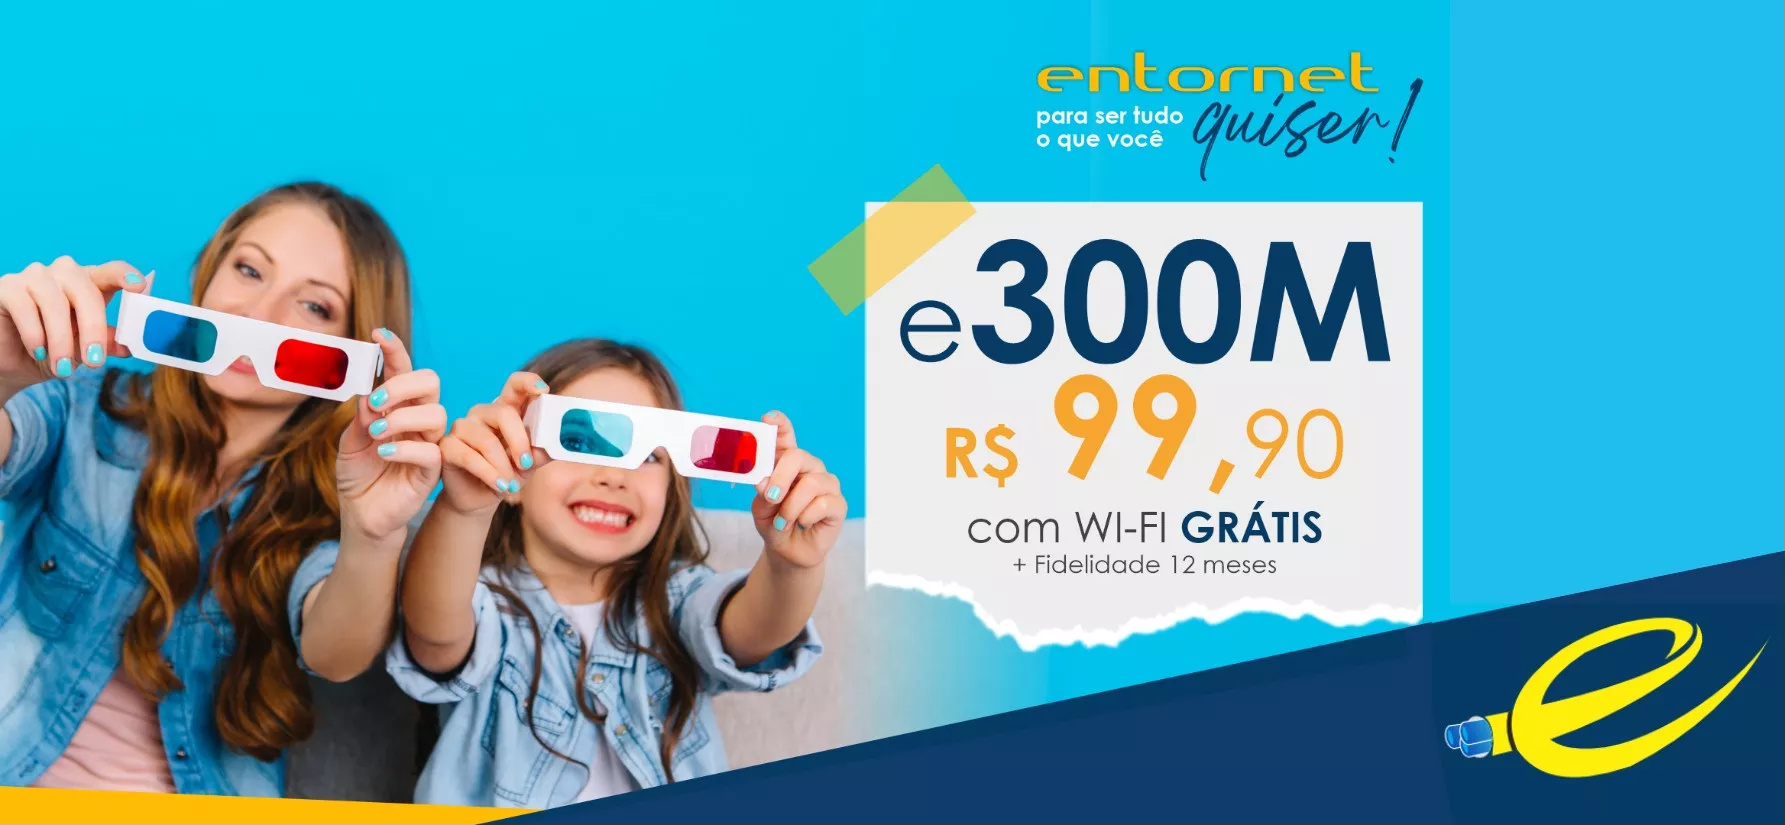 entornet
para ser tudo
o que você quiser!
e300M
R$ 99,90
com WI-FI GRÁTIS
+ Fidelidade 12 meses
e